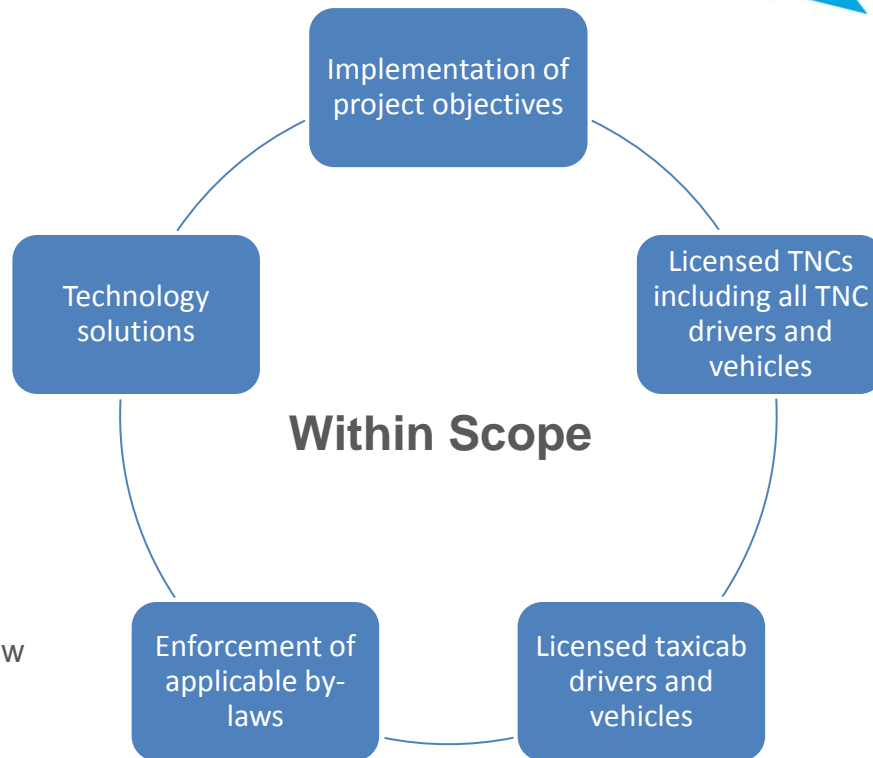 Implementation of
project objectives
Licensed TNCs
including all TNC
drivers and
vehicles
Technology
solutions
Within Scope
Enforcement of
applicable by-
laws
Licensed taxicab
drivers and
vehicles